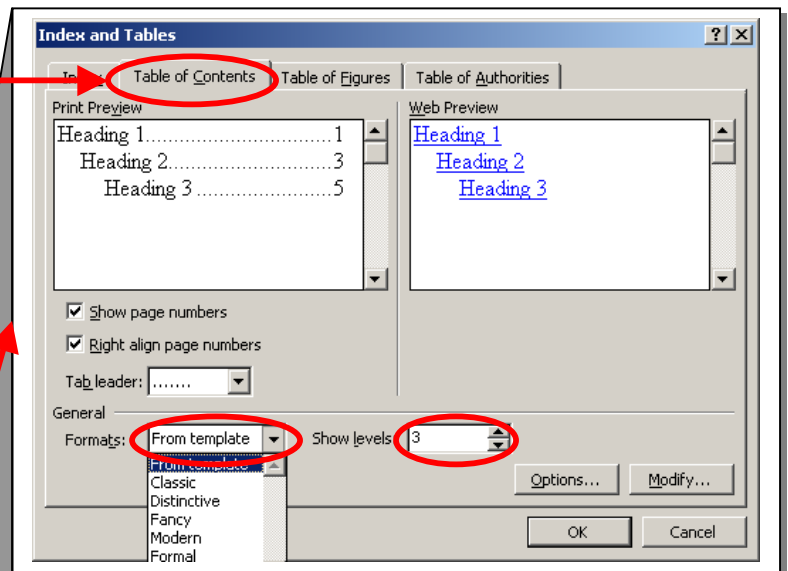 Index and Tables
Table of Contents Table of Figures Table of Authorities
Print Preview Web Preview
Heading 1..............................1 Heading 1
Heading 2..........................3 Heading 2
Heading 3......................5 Heading 3
Show page numbers
Right align page numbers
Tab leader: .......
General
Formats: From template Show levels 3
From template
Classic Options... Modify...
Distinctive
Fancy
Modern OK Cancel
Formal